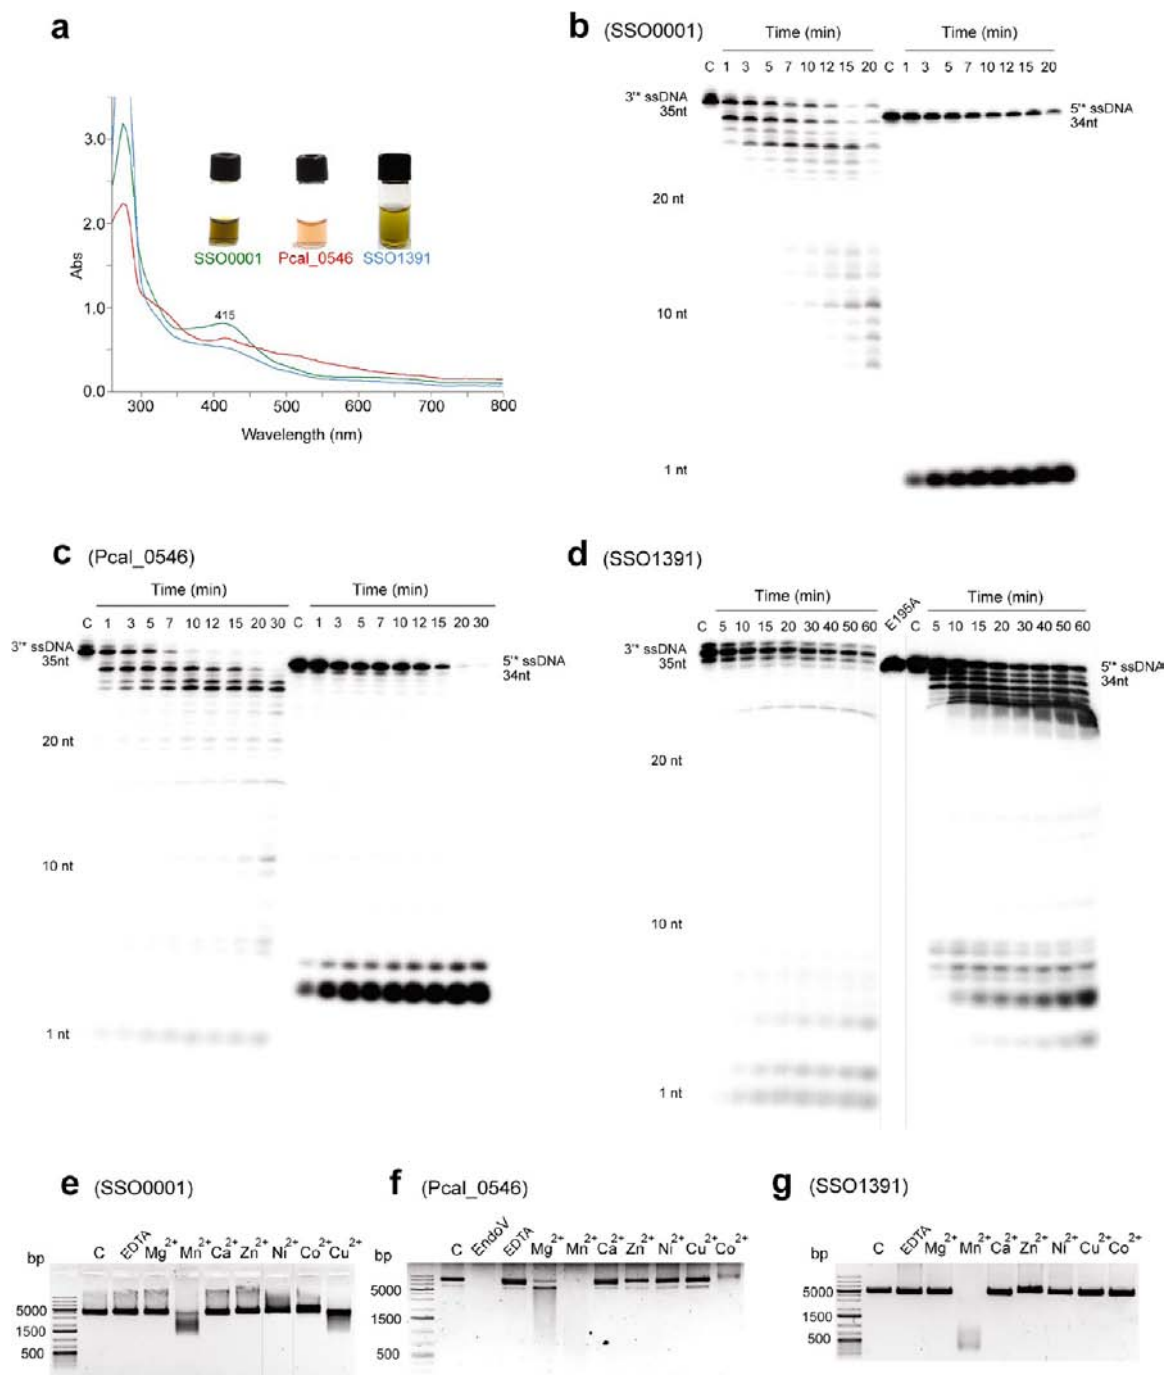 a
3.0
2.0
1.0
0.0
Abs
SSO0001 Pcal_0546 SSO1391
415
300 400 500 600 700 800
Wavelength (nm)
b (SSO0001)
Time (min) Time (min)
C 1 3 5 7 10 12 15 20 C 1 3 5 7 10 12 15 20
3'* ssDNA
35nt
5'* ssDNA
34nt
20 nt
10 nt
1 nt
c (Pcal_0546)
Time (min) Time (min)
C 1 3 5 7 10 12 15 20 30 C 1 3 5 7 10 12 15 20 30
3'* ssDNA
35nt
5'* ssDNA
34nt
20 nt
10 nt
1 nt
d (SSO1391)
Time (min) E195A Time (min)
C 5 10 15 20 30 40 50 60 C 5 10 15 20 30 40 50 60
3'* ssDNA
35nt
5'* ssDNA
34nt
20 nt
10 nt
1 nt
e (SSO0001)
bp C EDTA Mg2+ Mn2+ Ca2+ Zn2+ Ni2+ Co2+ Cu2+
5000
1500
500
f (Pcal_0546)
bp C EndoV EDTA Mg2+ Mn2+ Ca2+ Zn2+ Ni2+ Cu2+ Co2+
5000
1500
500
g (SSO1391)
bp C EDTA Mg2+ Mn2+ Ca2+ Zn2+ Ni2+ Cu2+ Co2+
5000
1500
500